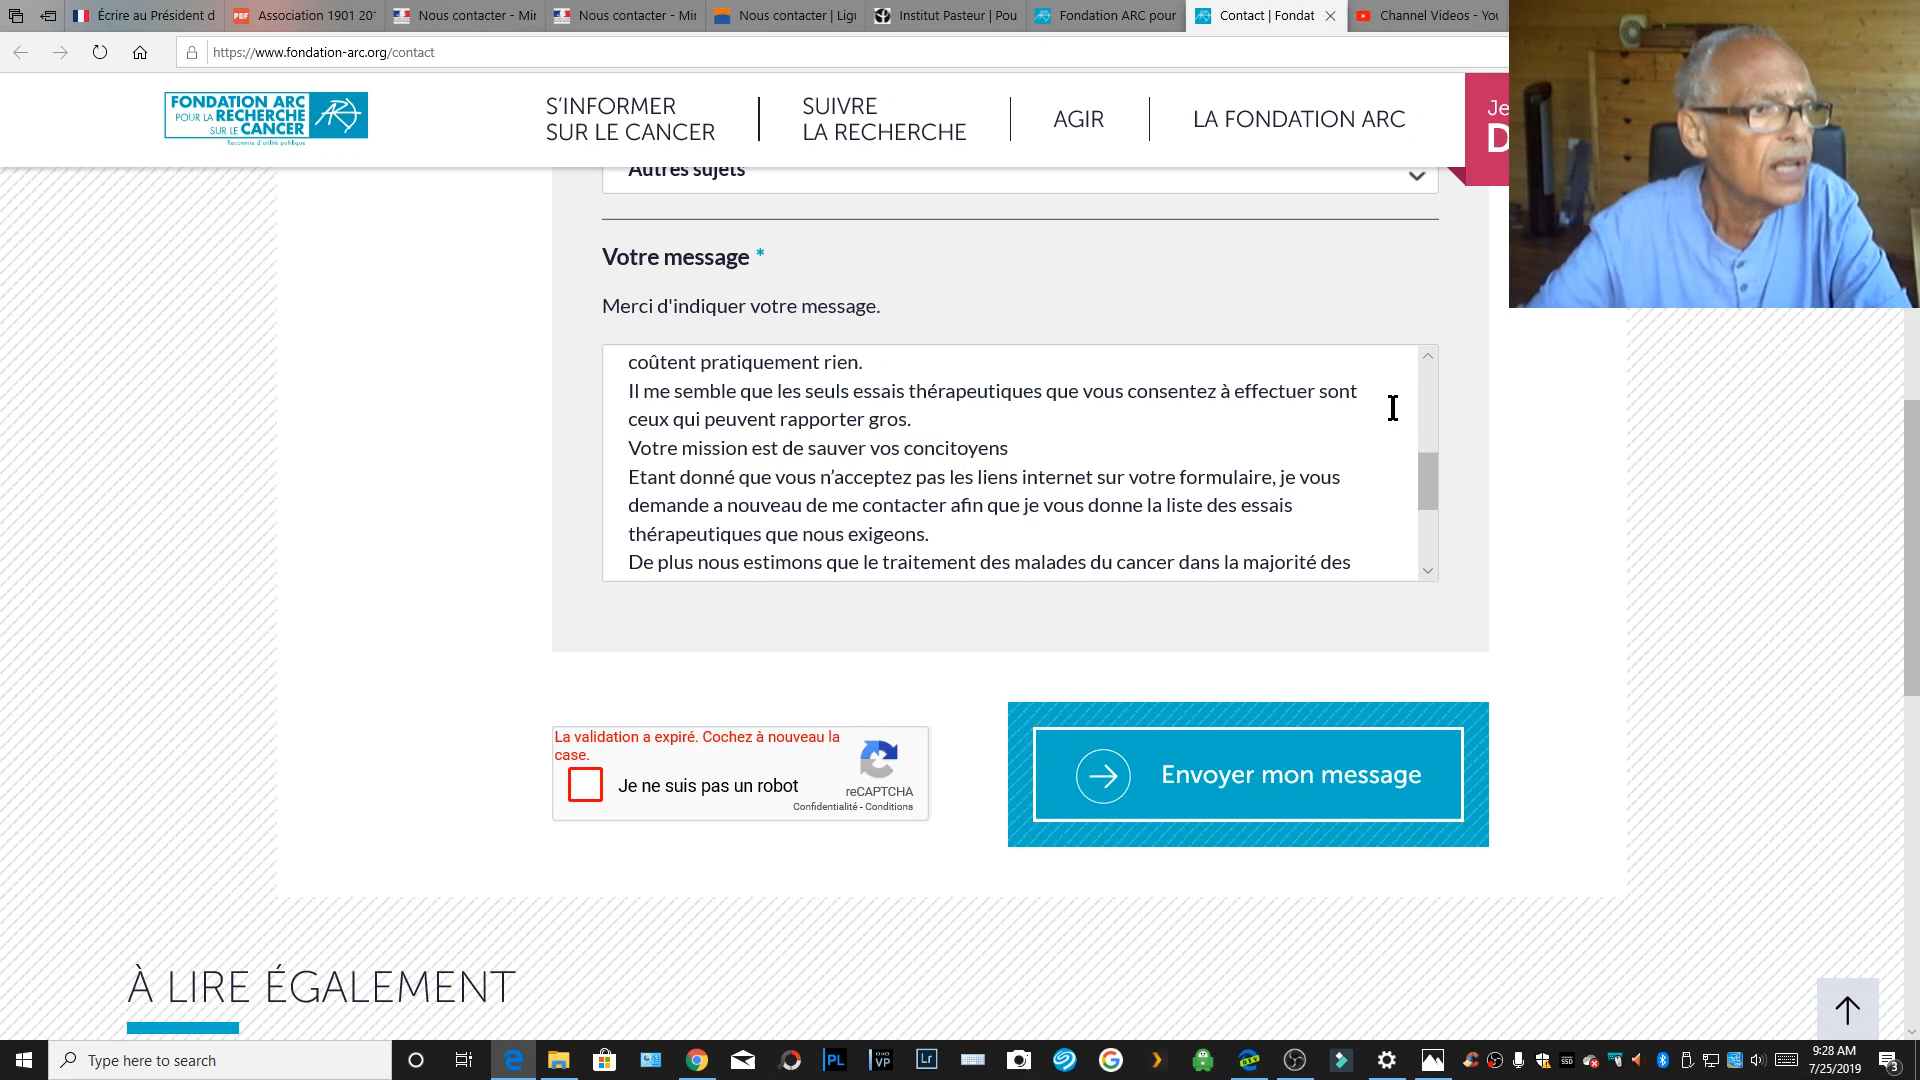 Écrire au Président d
Association 1901 20
Nous contacter - Min
Nous contacter - Min
Nous contacter | Ligu
Institut Pasteur | Pou
Fondation ARC pour
Contact | Fondat
Channel Videos - You
https://www.fondation-arc.org/contact
FONDATION ARC
POUR LA RECHERCHE
SUR LE CANCER
Reconnue d'utilité publique
S'INFORMER
SUR LE CANCER
SUIVRE
LA RECHERCHE
AGIR
LA FONDATION ARC
Je
D
Autres sujets
Votre message *
Merci d'indiquer votre message.
coûtent pratiquement rien.
Il me semble que les seuls essais thérapeutiques que vous consentez à effectuer sont
ceux qui peuvent rapporter gros.
Votre mission est de sauver vos concitoyens
Etant donné que vous n’acceptez pas les liens internet sur votre formulaire, je vous
demande a nouveau de me contacter afin que je vous donne la liste des essais
thérapeutiques que nous exigeons.
De plus nous estimons que le traitement des malades du cancer dans la majorité des
La validation a expiré. Cochez à nouveau la
case.
Je ne suis pas un robot
reCAPTCHA
Confidentialité - Conditions
Envoyer mon message
À LIRE ÉGALEMENT
Type here to search
9:28 AM
7/25/2019